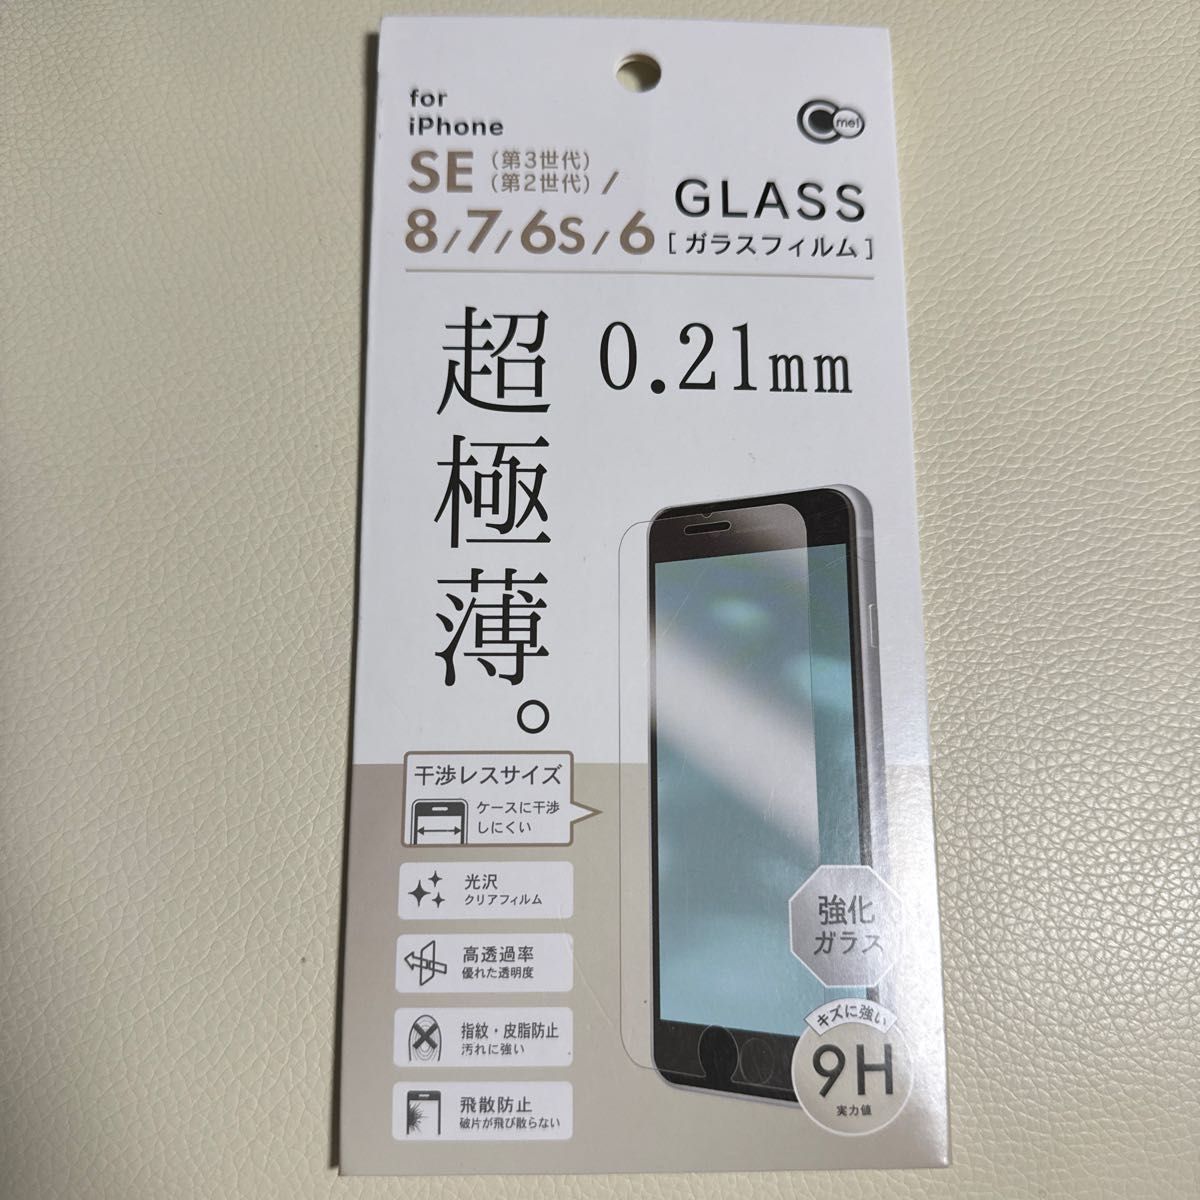 for
iPhone
SE (第3世代)
(第2世代) /
8/7/6S/6
Cme!
GLASS
[ガラスフィルム]
超極薄。
0.21mm
干渉レスサイズ
ケースに干渉
しにくい
光沢
クリアフィルム
高透過率
優れた透明度
指紋・皮脂防止
汚れに強い
飛散防止
破片が飛び散らない
強化
ガラス
キズに強い
9H
実力値